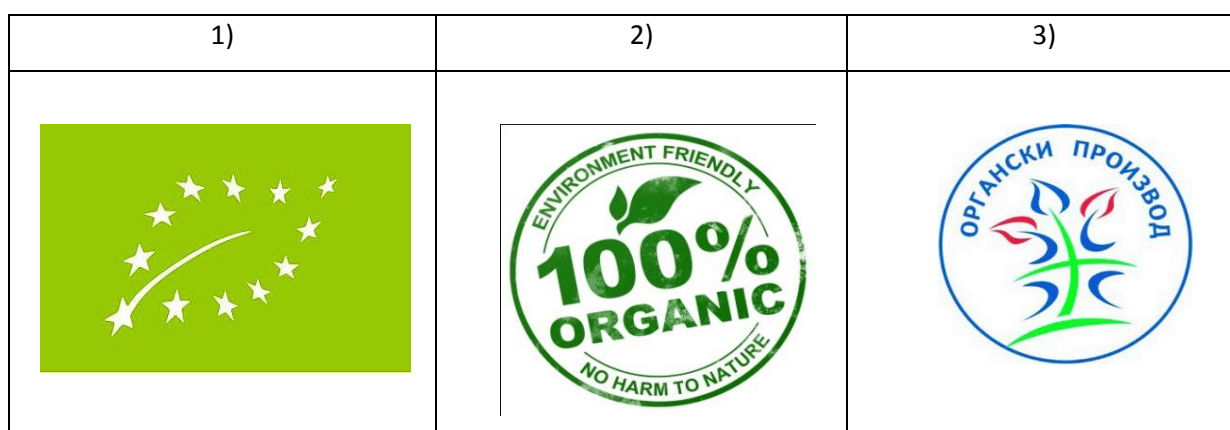 1)
2)
3)
ENVIRONMENT FRIENDLY
100%
ORGANIC
NO HARM TO NATURE
ОРГАНСКИ ПРОИЗВОД